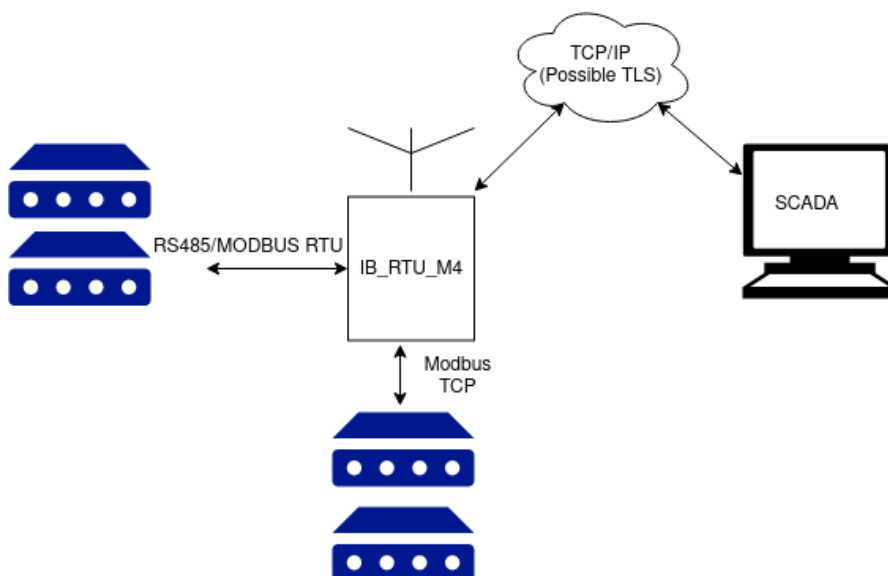 TCP/IP
(Possible TLS)
SCADA
RS485/MODBUS RTU
IB_RTU_M4
Modbus
TCP